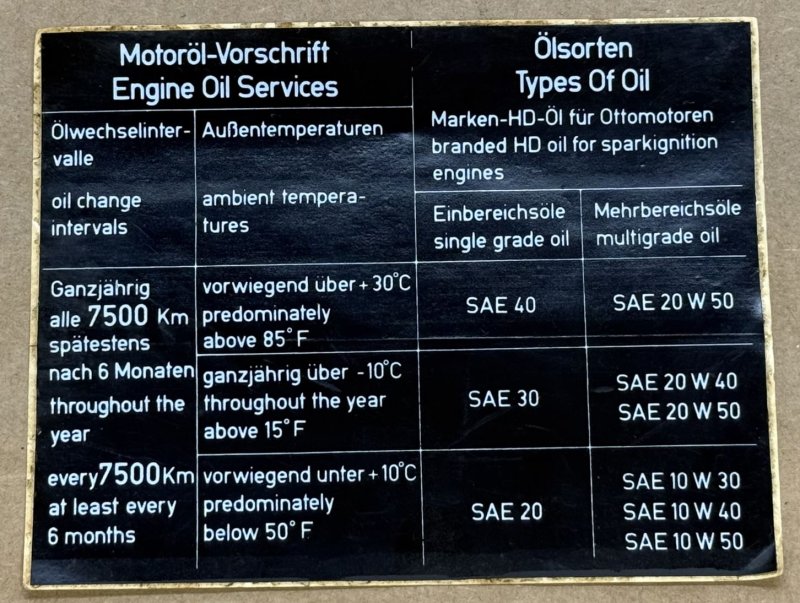 Motoröl-Vorschrift
Engine Oil Services
Ölsorten
Types Of Oil
Ölwechselinter-
valle
oil change
intervals
Außentemperaturen
ambient tempera-
tures
Marken-HD-Öl für Ottomotoren
branded HD oil for sparkignition
engines
Einbereichsöle
single grade oil
Mehrbereichsöle
multigrade oil
Ganzjährig
alle 7500 Km
spätestens
nach 6 Monaten
throughout the
year
every 7500 Km
at least every
6 months
vorwiegend über +30°C
predominately
above 85°F
SAE 40
SAE 20 W 50
ganzjährig über -10°C
throughout the year
above 15°F
SAE 30
SAE 20 W 40
SAE 20 W 50
vorwiegend unter +10°C
predominately
below 50°F
SAE 20
SAE 10 W 30
SAE 10 W 40
SAE 10 W 50